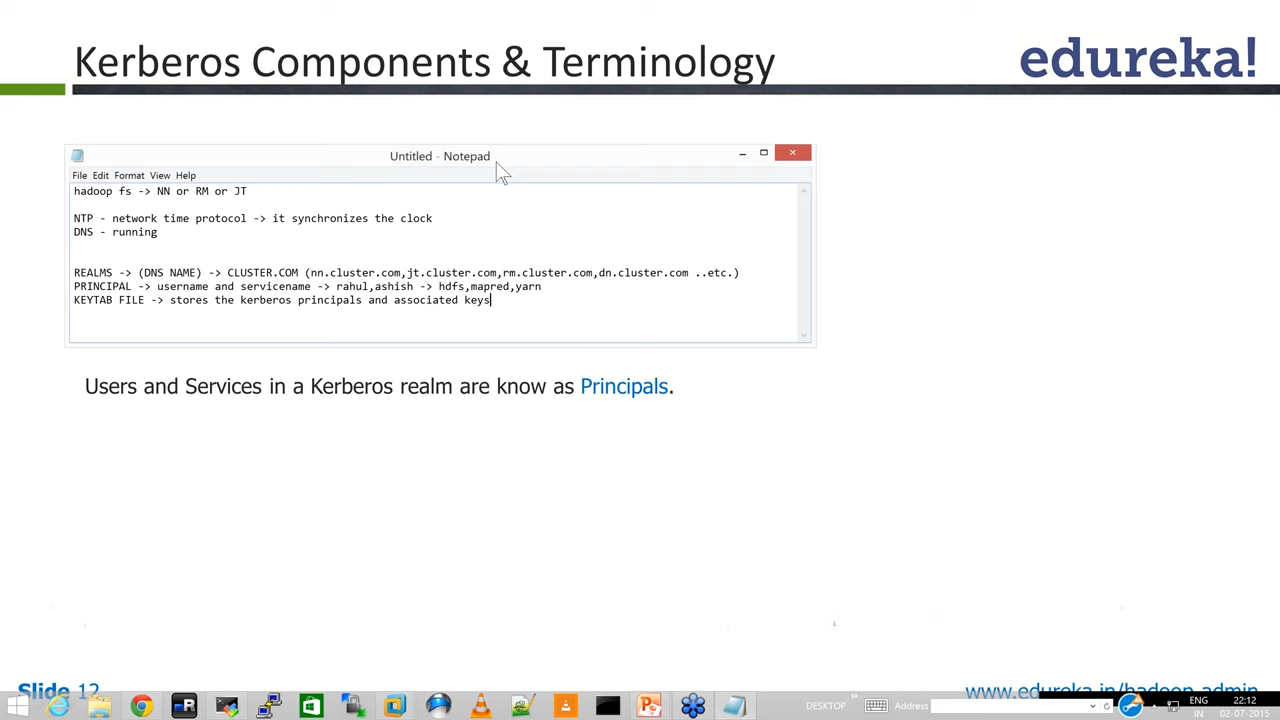 Kerberos Components & Terminology
edureka!
Untitled - Notepad
File Edit Format View Help
hadoop fs -> NN or RM or JT
NTP - network time protocol -> it synchronizes the clock
DNS - running
REALMS -> (DNS NAME) -> CLUSTER.COM (nn.cluster.com,jt.cluster.com,rm.cluster.com,dn.cluster.com ..etc.)
PRINCIPAL -> username and servicename -> rahul,ashish -> hdfs,mapred,yarn
KEYTAB FILE -> stores the kerberos principals and associated keys
Users and Services in a Kerberos realm are know as Principals.
Slide 12
www.edureka.in/hadoop-admin
DESKTOP
Address
ENG
IN
22:12
02-07-2015